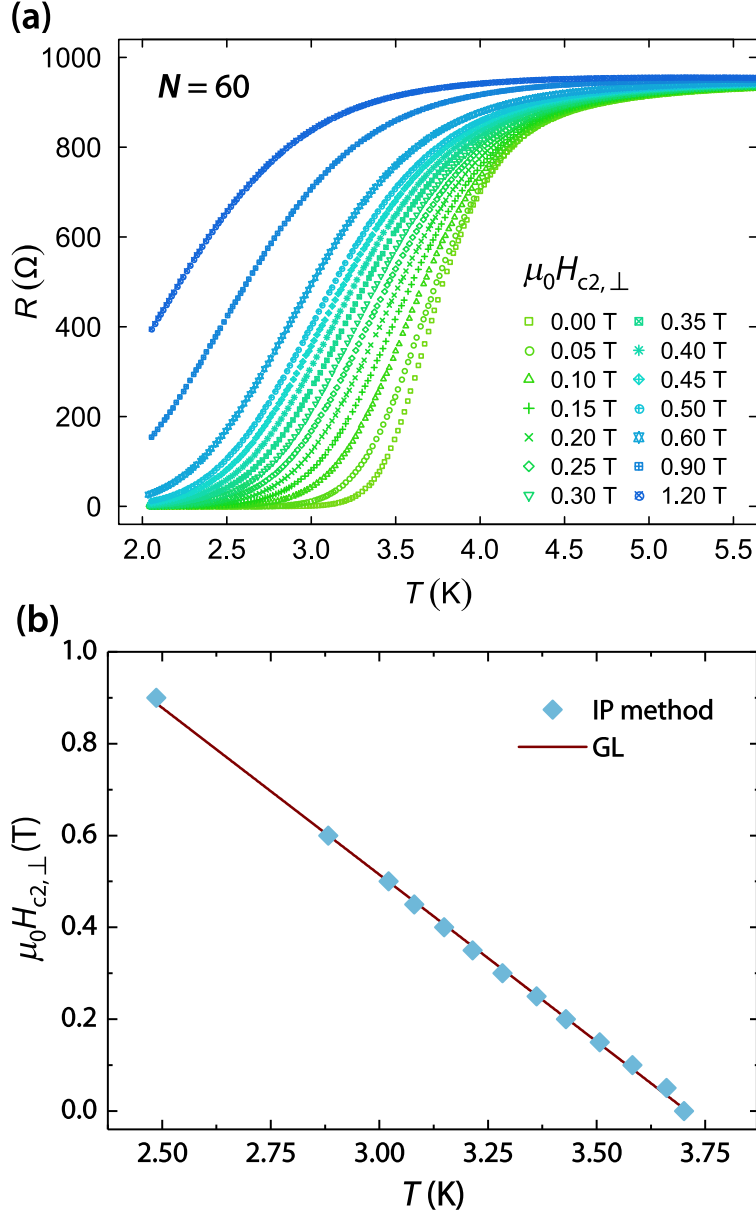 (a)
N = 60
1000
800
600
400
200
0
R (Ω)
μ₀H c2,⊥
0.00 T 0.35 T
0.05 T 0.40 T
0.10 T 0.45 T
0.15 T 0.50 T
0.20 T 0.60 T
0.25 T 0.90 T
0.30 T 1.20 T
2.0 2.5 3.0 3.5 4.0 4.5 5.0 5.5
T (K)
(b)
1.0
0.8
0.6
0.4
0.2
0.0
μ₀H c2,⊥ (T)
IP method
GL
2.50 2.75 3.00 3.25 3.50 3.75
T (K)